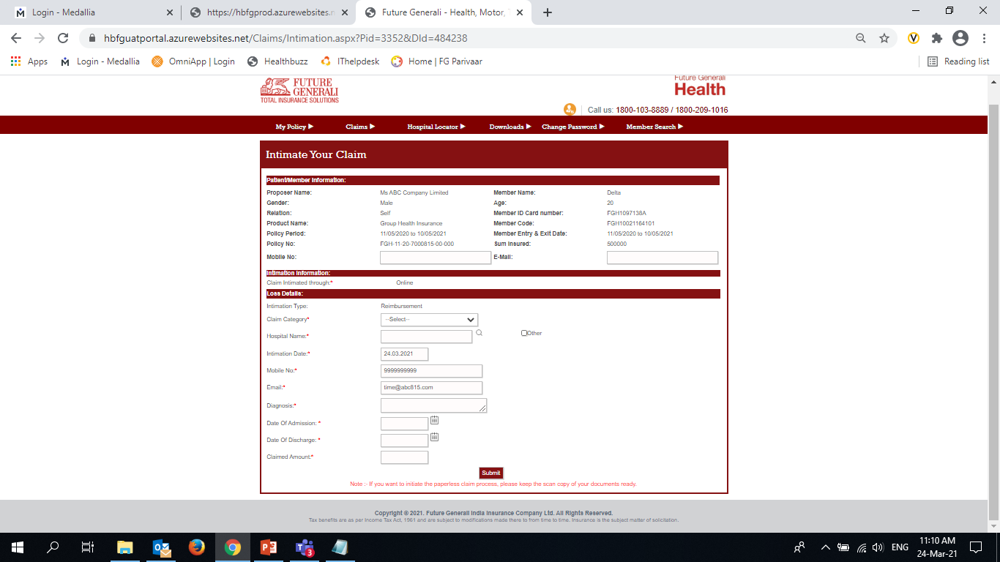 Login - Medallia
https://hbfgprod.azurewebsites.n
Future Generali - Health, Motor,
hbfguatportal.azurewebsites.net/Claims/Intimation.aspx?Pid=3352&DId=484238
Apps Login - Medallia OmniApp | Login Healthbuzz IThelpdesk Home | FG Parivaar Reading list
FUTURE GENERALI
TOTAL INSURANCE SOLUTIONS
Future Generali
Health
Call us: 1800-103-8889 / 1800-209-1016
My Policy Claims Hospital Locator Downloads Change Password Member Search
Intimate Your Claim
Patient/Member Information:
Proposer Name: Ms ABC Company Limited Member Name: Delta
Gender: Male Age: 20
Relation: Self Member ID Card number: FGH1097138A
Product Name: Group Health Insurance Member Code: FGH10021164101
Policy Period: 11/05/2020 to 10/05/2021 Member Entry & Exit Date: 11/05/2020 to 10/05/2021
Policy No: FGH-11-20-7000815-00-000 Sum Insured: 500000
Mobile No: E-Mail:
Intimation Information:
Claim Intimated through:* Online
Loss Details:
Intimation Type: Reimbursement
Claim Category* --Select--
Hospital Name:* Other
Intimation Date:* 24.03.2021
Mobile No:* 9999999999
Email:* time@abc815.com
Diagnosis:*
Date Of Admission: *
Date Of Discharge: *
Claimed Amount:*
Submit
Note :- If you want to initiate the paperless claim process, please keep the scan copy of your documents ready.
Copyright © 2021. Future Generali India Insurance Company Ltd. All Rights Reserved.
Tax benefits are as per Income Tax Act, 1961 and are subject to modifications made there to from time to time. Insurance is the subject matter of solicitation.
3
ENG
11:10 AM
24-Mar-21